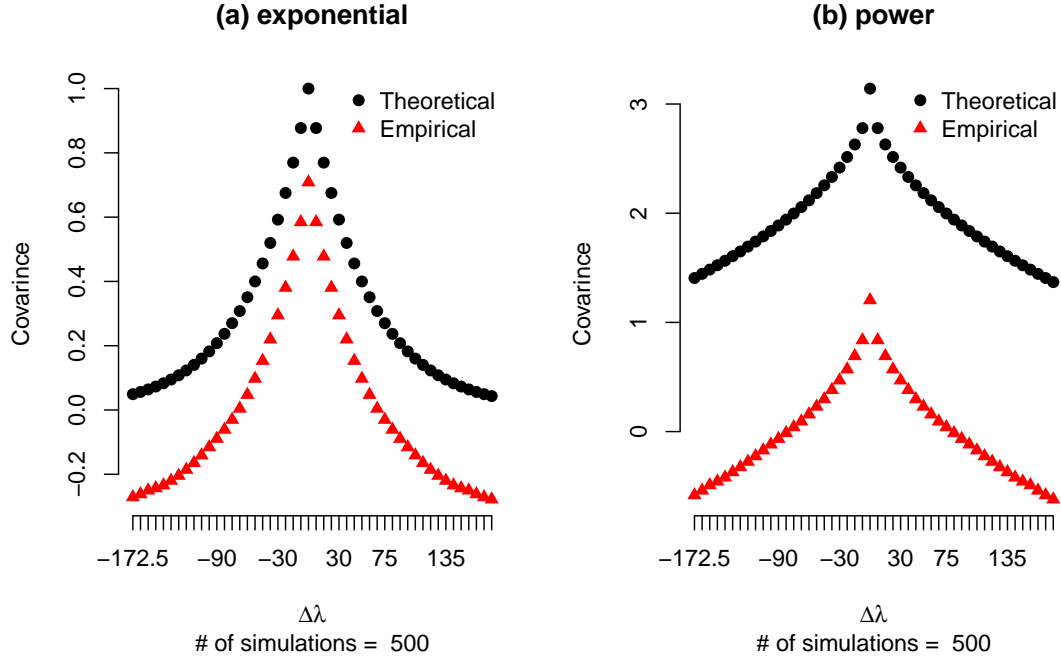 (a) exponential
Covarince
1.0
0.8
0.6
0.4
0.2
0.0
−0.2
Theoretical
Empirical
−172.5 −90 −30 30 75 135
Δλ
# of simulations = 500
(b) power
Covarince
3
2
1
0
Theoretical
Empirical
−172.5 −90 −30 30 75 135
Δλ
# of simulations = 500